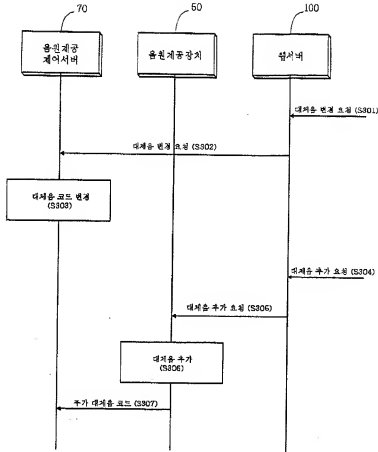 70
60
100
음원제공
제어서버
음원제공장치
웹서버
대체음 변경 요청 (S301)
대체음 변경 요청 (S302)
대체음 코드 변경
(S303)
대체음 추가 요청 (S304)
대체음 추가 요청 (S305)
대체음 추가
(S306)
추가 대체음 코드 (S307)